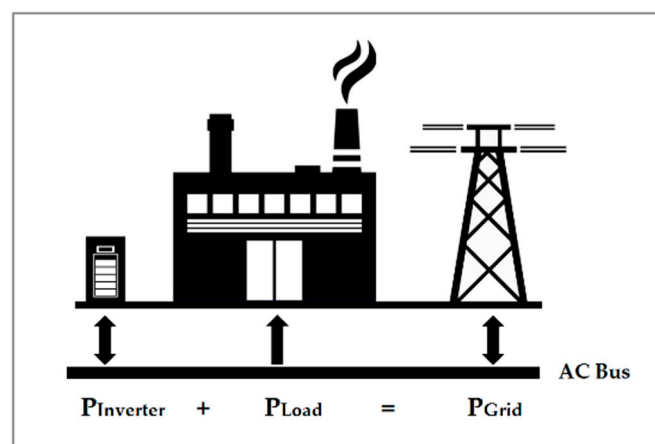 AC Bus
PInverter + PLoad = PGrid